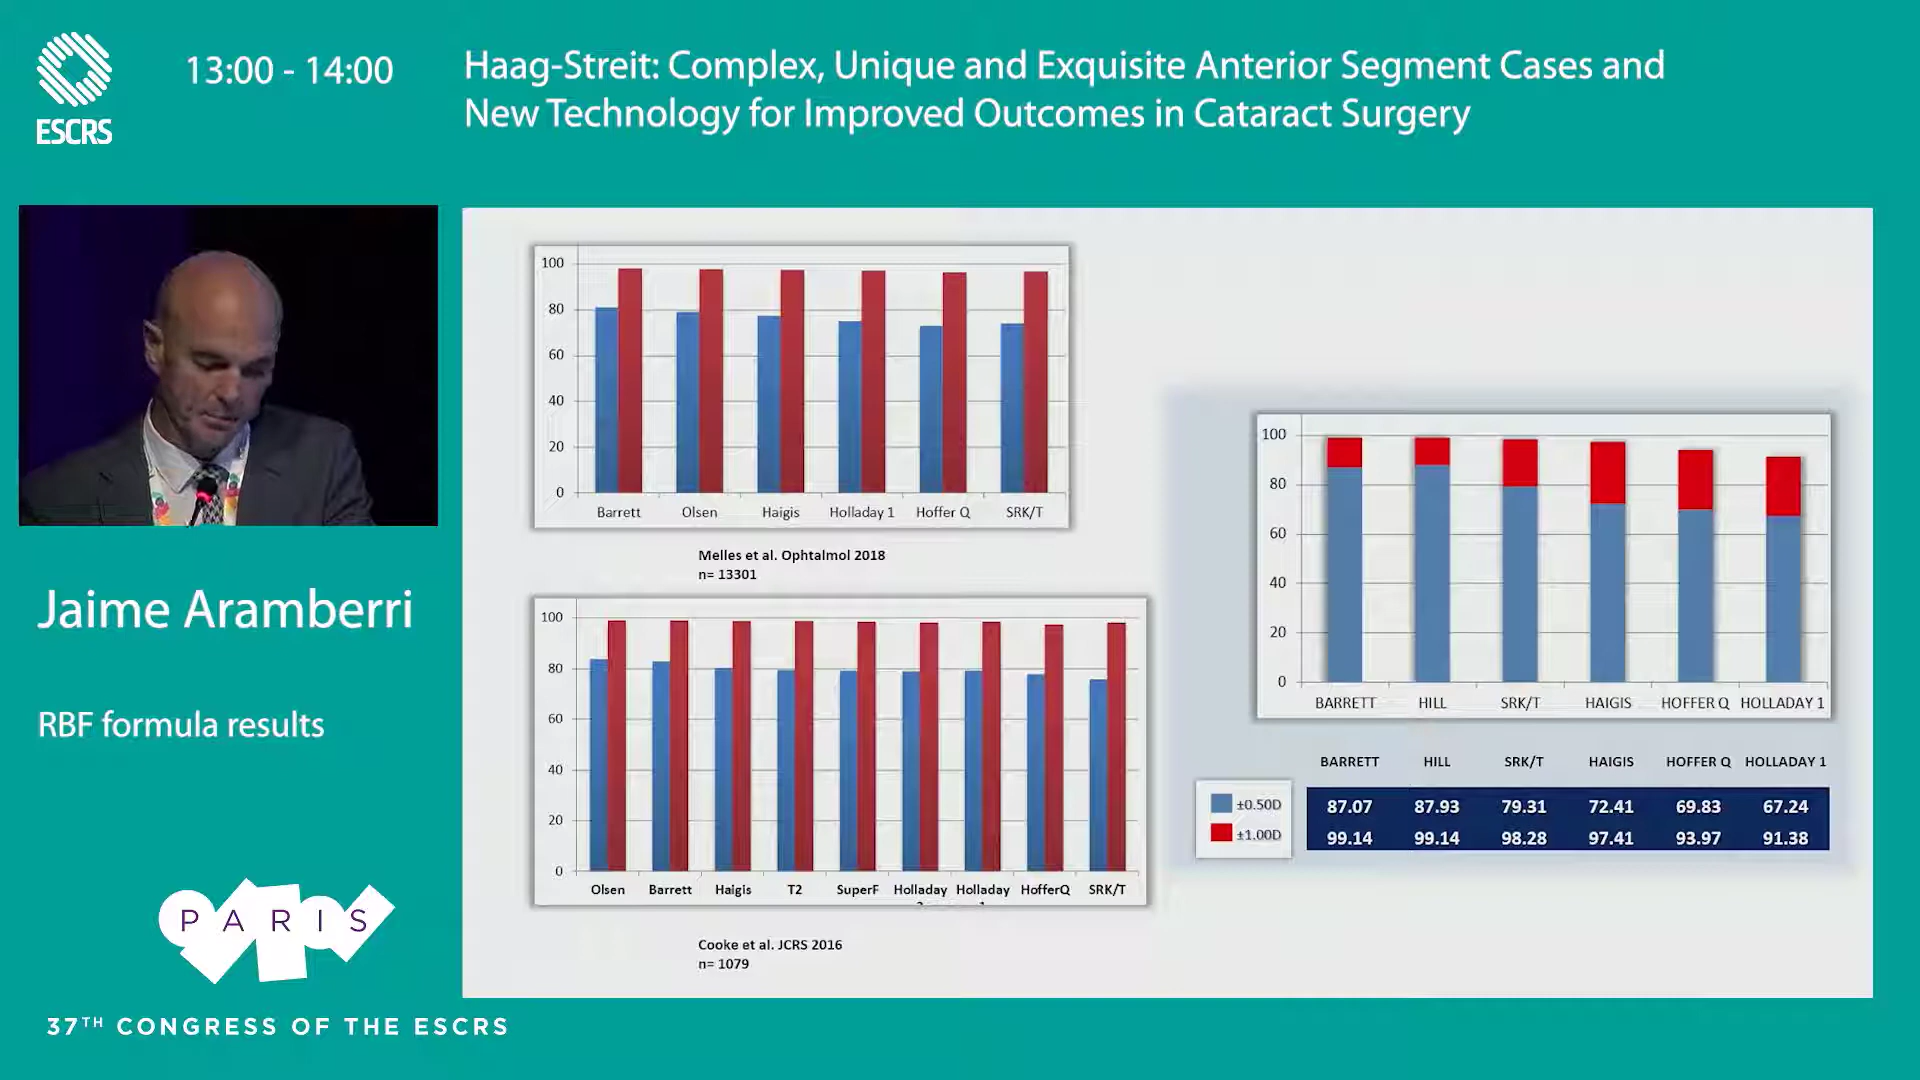 ESCRS
13:00 - 14:00
Haag-Streit: Complex, Unique and Exquisite Anterior Segment Cases and
New Technology for Improved Outcomes in Cataract Surgery
Jaime Aramberri
RBF formula results
PARIS
37TH CONGRESS OF THE ESCRS
100
80
60
40
20
0
Barrett Olsen Haigis Holladay 1 Hoffer Q SRK/T
Melles et al. Ophtalmol 2018
n= 13301
100
80
60
40
20
0
Olsen Barrett Haigis T2 SuperF Holladay Holladay HofferQ SRK/T
Cooke et al. JCRS 2016
n= 1079
100
80
60
40
20
0
BARRETT HILL SRK/T HAIGIS HOFFER Q HOLLADAY 1
BARRETT HILL SRK/T HAIGIS HOFFER Q HOLLADAY 1
±0.50D 87.07 87.93 79.31 72.41 69.83 67.24
±1.00D 99.14 99.14 98.28 97.41 93.97 91.38